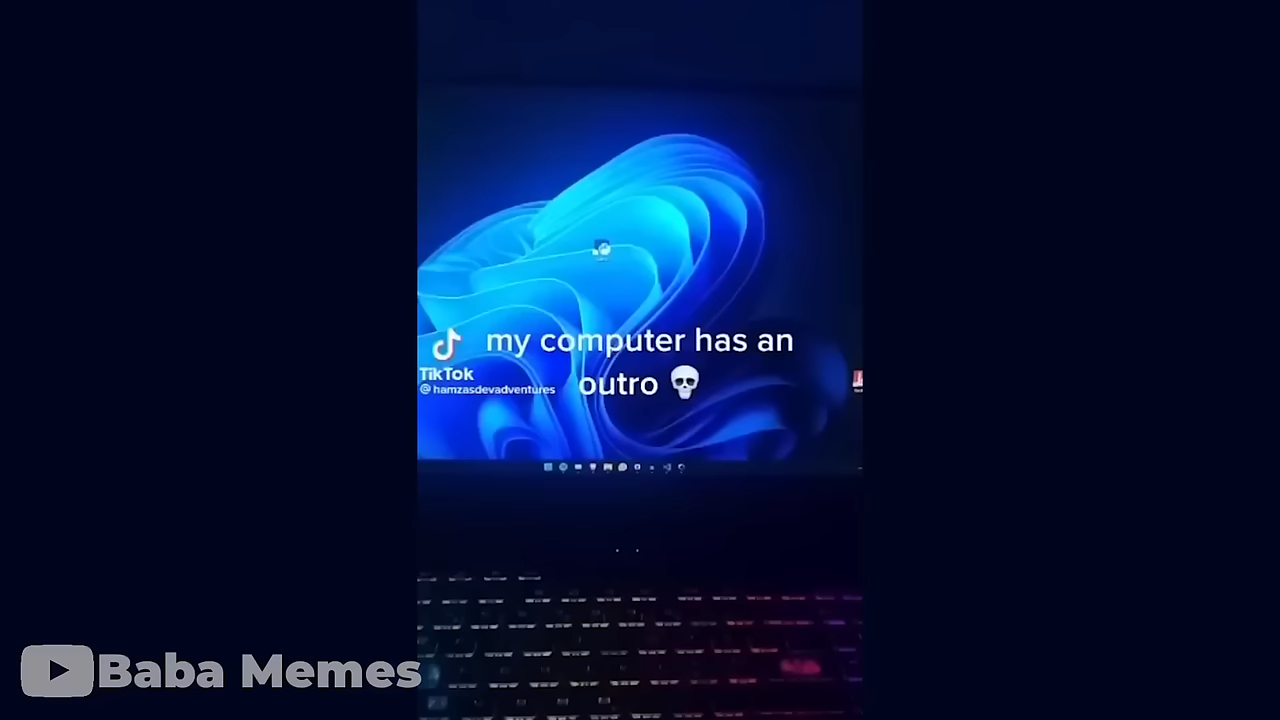 my computer has an
outro 💀
TikTok
@hamzasdevadventures
Baba Memes